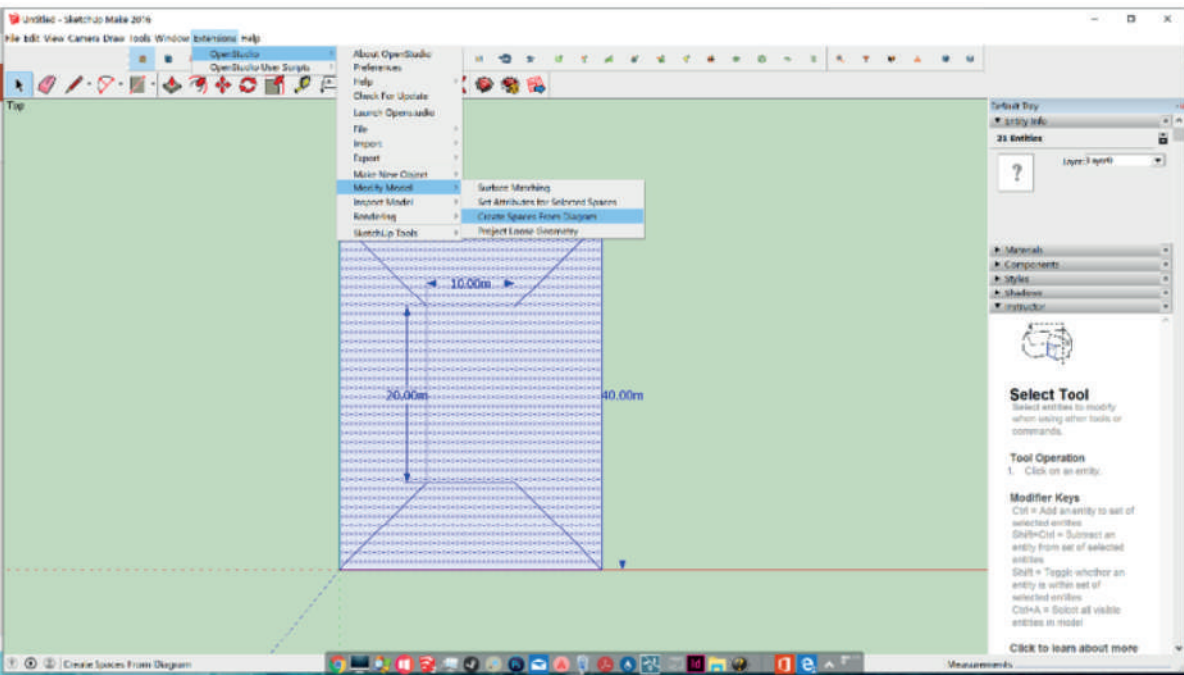 Untitled - SketchUp Make 2016
File Edit View Camera Draw Tools Window Extensions Help
OpenStudio
OpenStudio User Scripts
About OpenStudio
Preferences
Help
Check For Update
Launch Openstudio
File
Import
Export
Make New Object
Modify Model
Inspect Model
Rendering
SketchUp Tools
Surface Matching
Set Attributes for Selected Spaces
Create Spaces From Diagram
Project Loose Geometry
Top
10.00m
20.00m
40.00m
Default Tray
Entity Info
21 Entities
Layer: Layer0
?
Materials
Components
Styles
Shadows
Instructor
Select Tool
Select entities to modify
when using other tools or
commands.
Tool Operation
1. Click on an entity.
Modifier Keys
Ctrl = Add an entity to set of
selected entities
Shift+Ctrl = Subtract an
entity from set of selected
entities
Shift = Toggle whether an
entity is within set of
selected entities
Ctrl+A = Select all visible
entities in model
Click to learn about more
Create Spaces From Diagram
Measurements